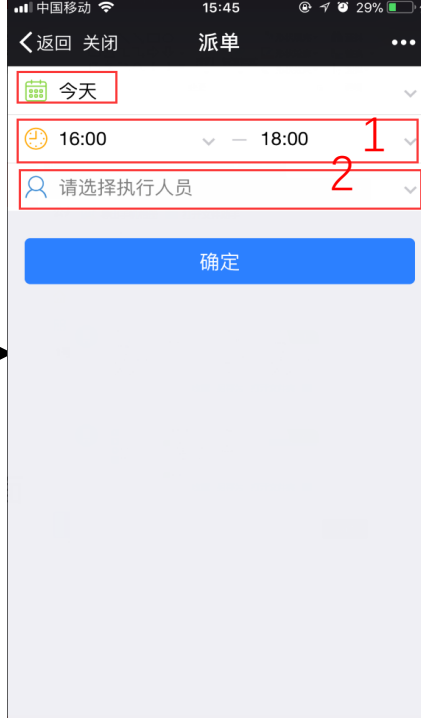 中国移动 15:45 29%
返回 关闭 派单
今天
16:00 — 18:00 1
请选择执行人员 2
确定